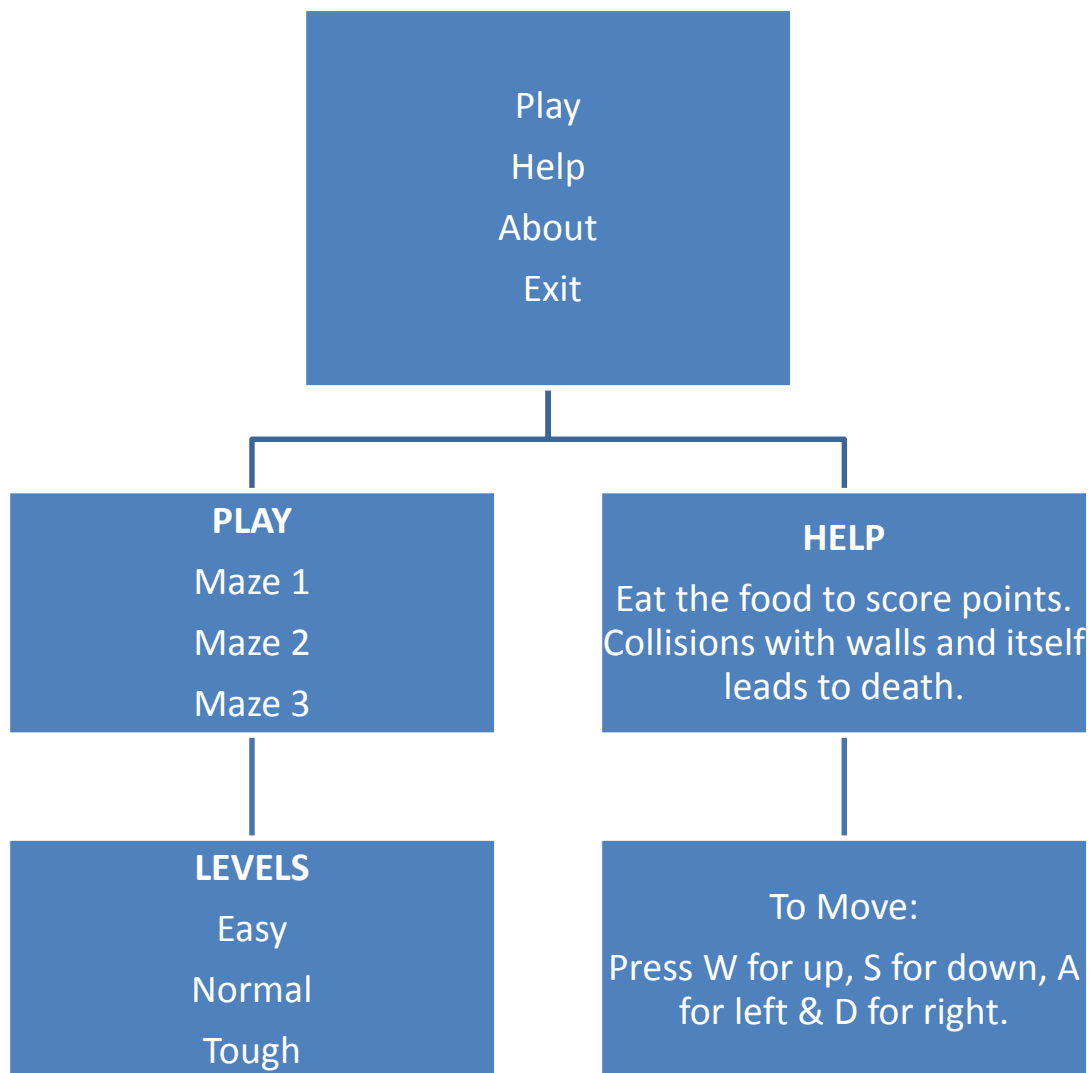 Play
Help
About
Exit
PLAY
Maze 1
Maze 2
Maze 3
HELP
Eat the food to score points.
Collisions with walls and itself
leads to death.
LEVELS
Easy
Normal
Tough
To Move:
Press W for up, S for down, A
for left & D for right.